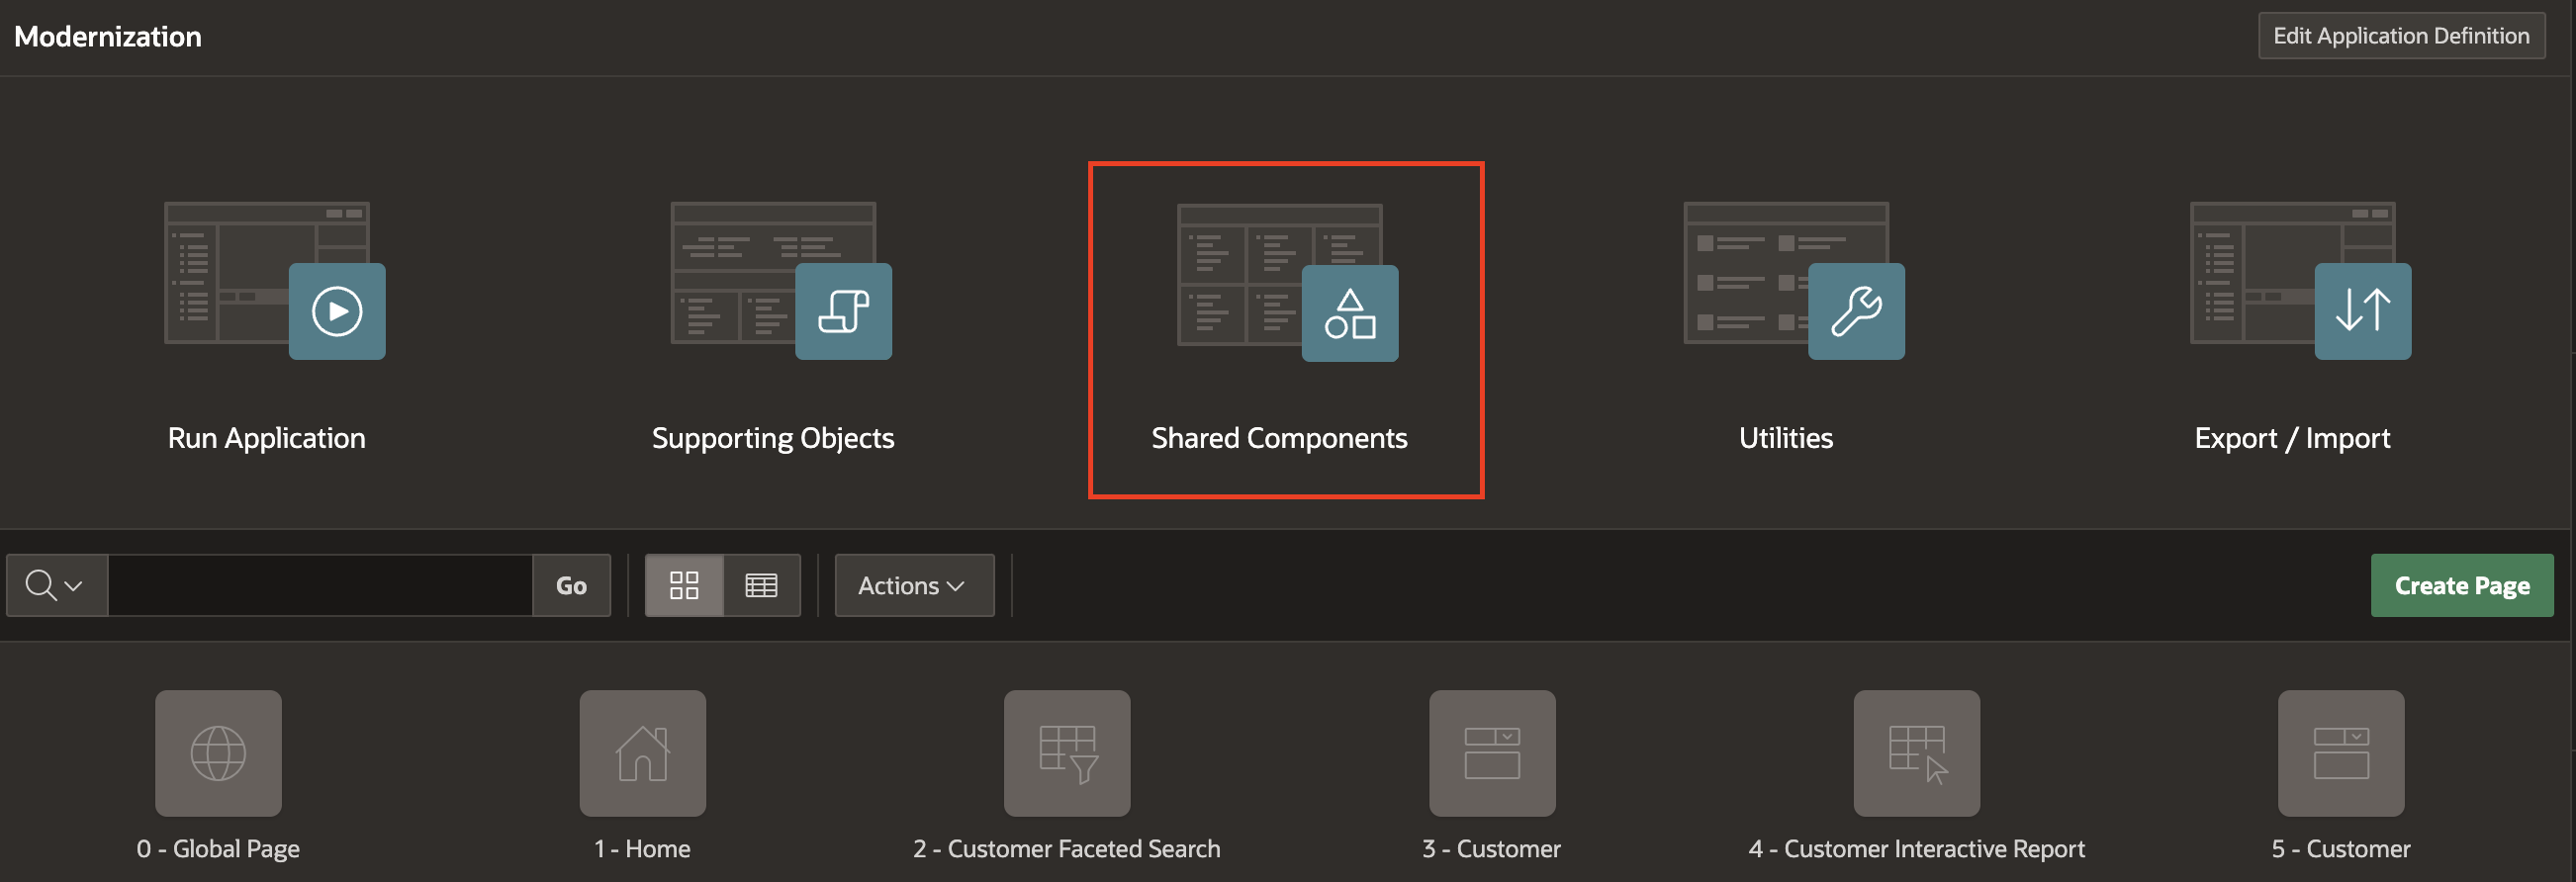 Modernization
Edit Application Definition
Run Application
Supporting Objects
Shared Components
Utilities
Export / Import
Go
Actions
Create Page
0 - Global Page
1 - Home
2 - Customer Faceted Search
3 - Customer
4 - Customer Interactive Report
5 - Customer